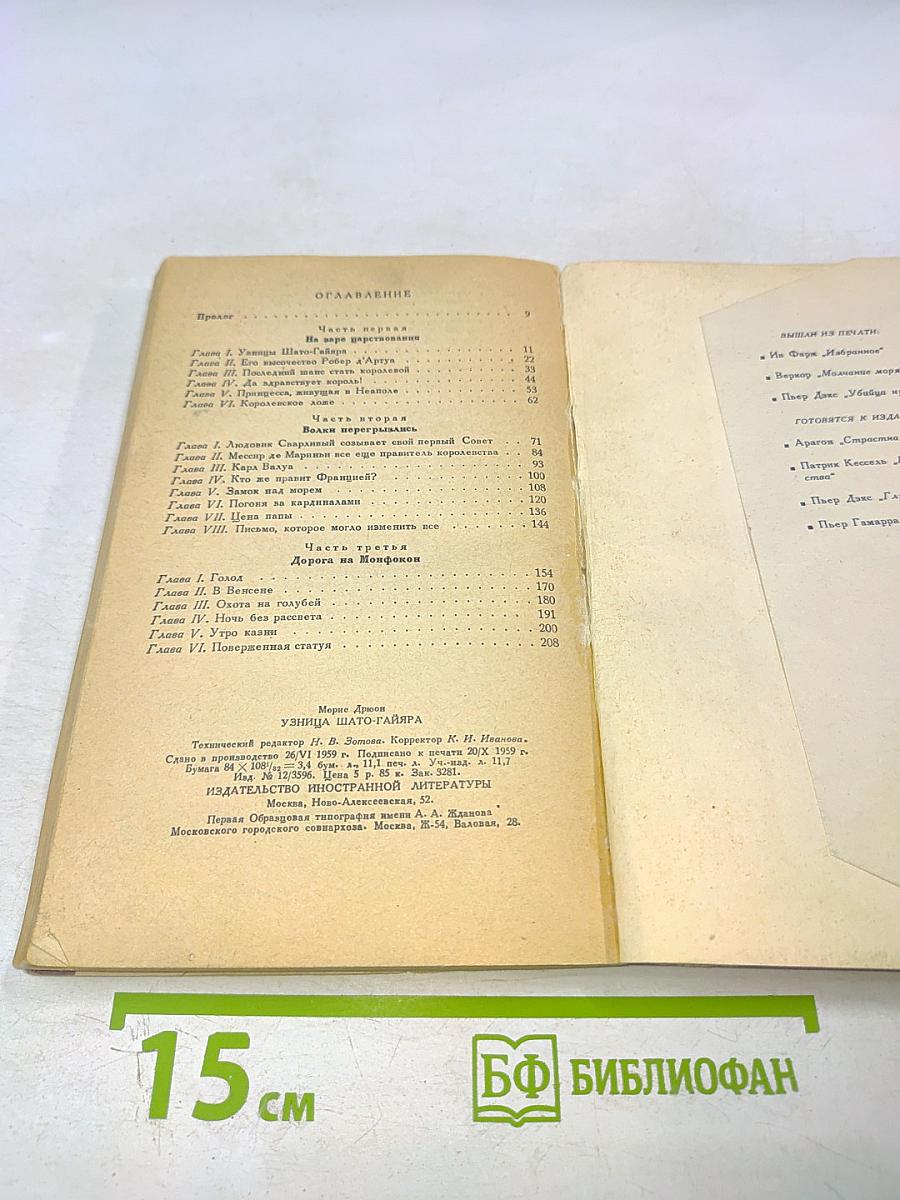 ОГЛАВЛЕНИЕ
Пролог . . . . . . . . . . . . . . . . . . . . . . . . . 9
Часть первая
На заре царствования
Глава I. Узницы Шато-Гайяра . . . . . . . . . . . . . . 11
Глава II. Его высочество Робер д'Артуа . . . . . . . . . . 22
Глава III. Последний шанс стать королевой . . . . . . . . 33
Глава IV. Да здравствует король! . . . . . . . . . . . . 44
Глава V. Принцесса, живущая в Неаполе . . . . . . . . . 53
Глава VI. Королевское ложе . . . . . . . . . . . . . . 62
Часть вторая
Волки перегрызлись
Глава I. Людовик Сварливый созывает свой первый Совет . . 71
Глава II. Мессир де Мариньи все еще правитель королевства . . 84
Глава III. Карл Валуа . . . . . . . . . . . . . . . . 93
Глава IV. Кто же правит Францией? . . . . . . . . . . . 100
Глава V. Замок над морем . . . . . . . . . . . . . . . 108
Глава VI. Погоня за кардиналами . . . . . . . . . . . . 120
Глава VII. Цена папы . . . . . . . . . . . . . . . . . 136
Глава VIII. Письмо, которое могло изменить все . . . . . . 144
Часть третья
Дорога на Монфокон
Глава I. Голод . . . . . . . . . . . . . . . . . . . 154
Глава II. В Венсене . . . . . . . . . . . . . . . . . 170
Глава III. Охота на голубей . . . . . . . . . . . . . . 180
Глава IV. Ночь без рассвета . . . . . . . . . . . . . . 191
Глава V. Утро казни . . . . . . . . . . . . . . . . . 200
Глава VI. Поверженная статуя . . . . . . . . . . . . . 208
Морис Дрюон
УЗНИЦА ШАТО-ГАЙЯРА
Технический редактор Н. В. Зотова. Корректор К. И. Иванова.
Сдано в производство 26/VI 1959 г. Подписано к печати 20/X 1959 г.
Бумага 84 × 108¹/₃₂ = 3,4 бум. л., 11,1 печ. л. Уч.-изд. л. 11,7
Изд. № 12/3596. Цена 5 р. 85 к. Зак. 3281.
ИЗДАТЕЛЬСТВО ИНОСТРАННОЙ ЛИТЕРАТУРЫ
Москва, Ново-Алексеевская, 52.
Первая Образцовая типография имени А. А. Жданова
Московского городского совнархоза. Москва, Ж-54, Валовая, 28.
ВЫШЛИ ИЗ ПЕЧАТИ:
Ив Фарж „Избранное“
Веркор „Молчание моря
Пьер Дэкс „Убийца
ГОТОВЯТСЯ К ИЗДА
Арагон „Страстна
Патрик Кессель
ства“
Пьер Дэкс
Пьер Гамарра
15 см
БФ БИБЛИОФАН